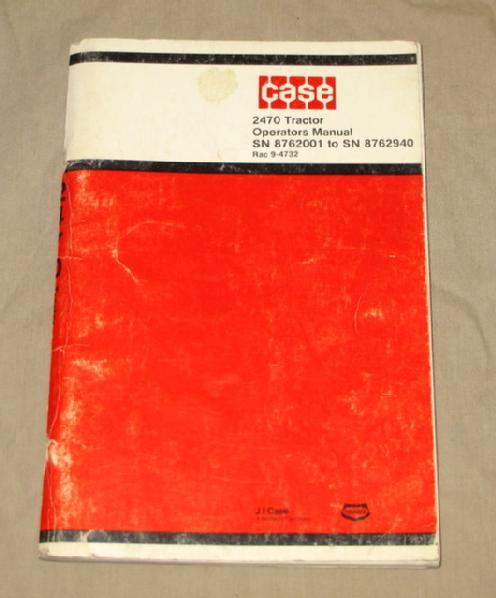 case
2470 Tractor
Operators Manual
SN 8762001 to SN 8762940
Rac 9-4732
J I Case